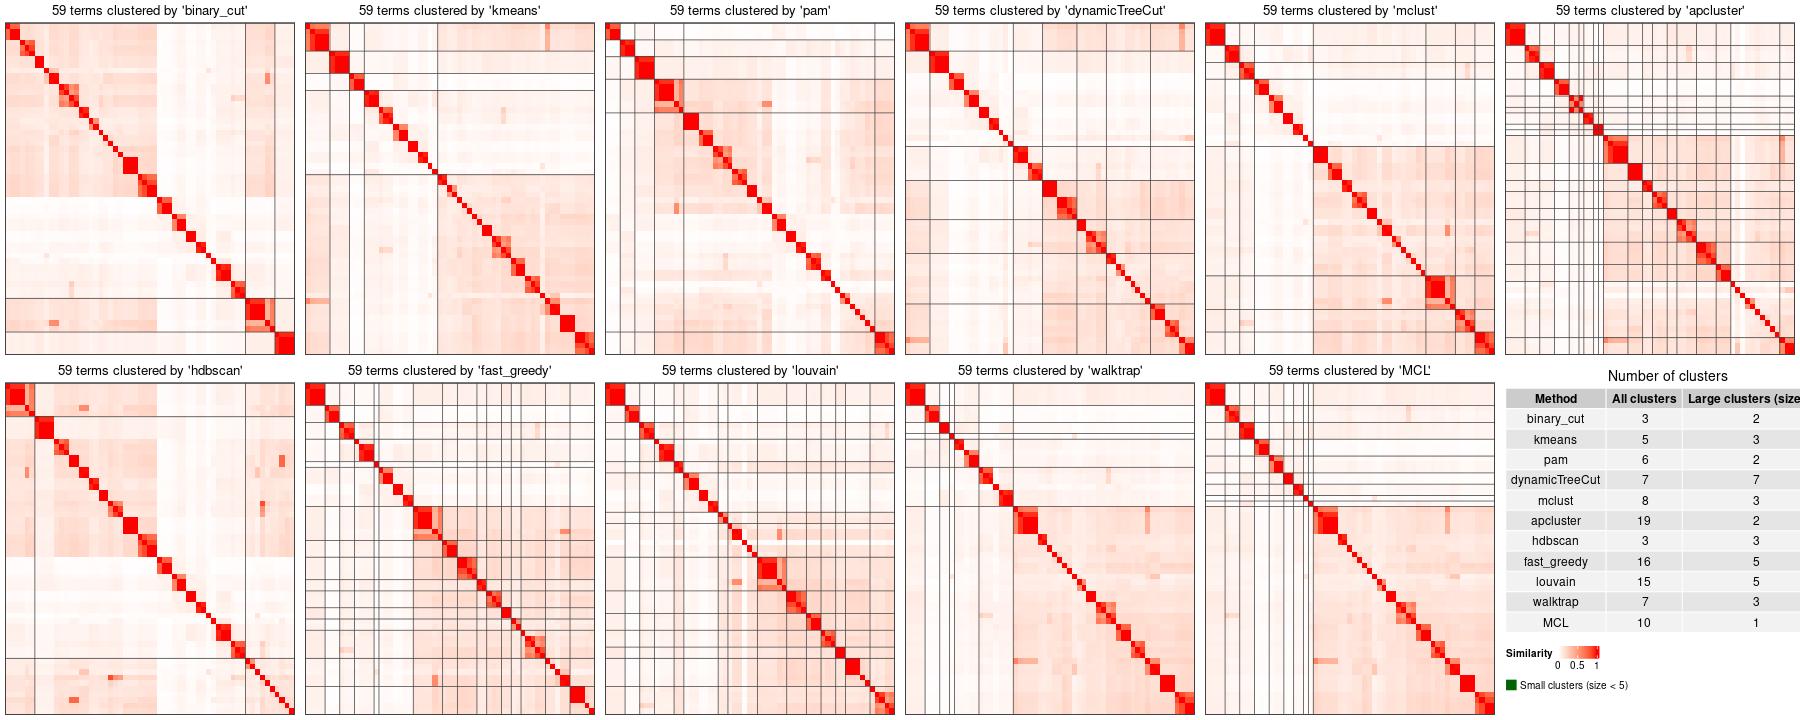 59 terms clustered by 'binary_cut'
59 terms clustered by 'kmeans'
59 terms clustered by 'pam'
59 terms clustered by 'dynamicTreeCut'
59 terms clustered by 'mclust'
59 terms clustered by 'apcluster'
59 terms clustered by 'hdbscan'
59 terms clustered by 'fast_greedy'
59 terms clustered by 'louvain'
59 terms clustered by 'walktrap'
59 terms clustered by 'MCL'
Number of clusters
Method All clusters Large clusters (size
binary_cut 3 2
kmeans 5 3
pam 6 2
dynamicTreeCut 7 7
mclust 8 3
apcluster 19 2
hdbscan 3 3
fast_greedy 16 5
louvain 15 5
walktrap 7 3
MCL 10 1
Similarity
0 0.5 1
Small clusters (size < 5)